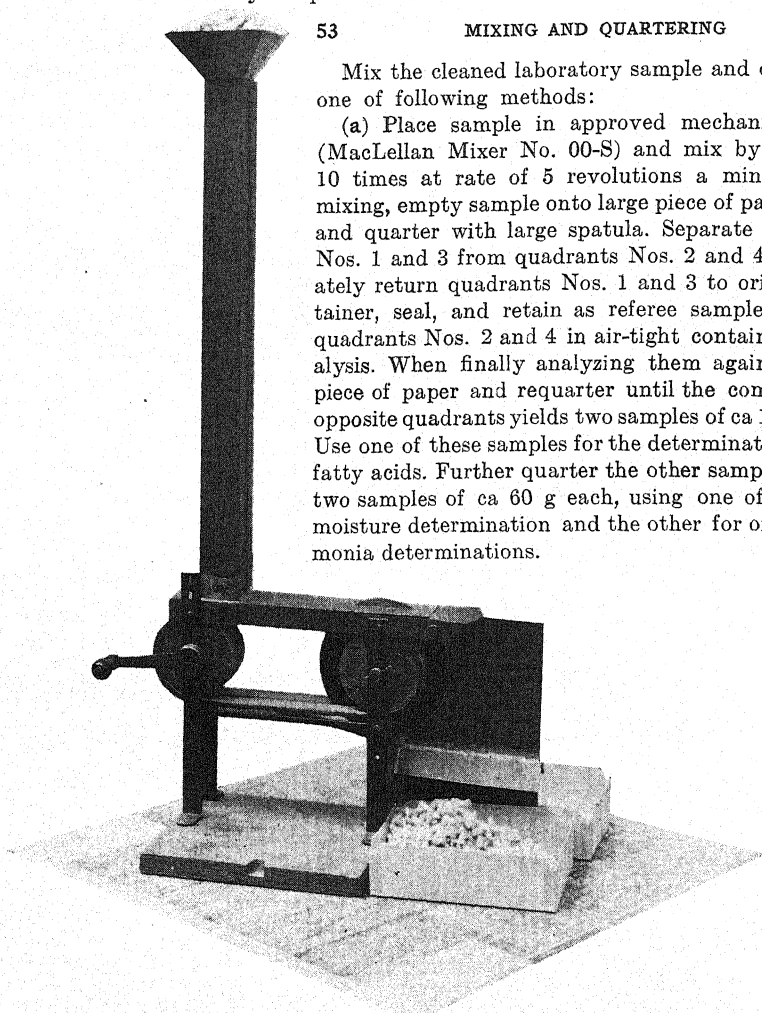 53 MIXING AND QUARTERING
Mix the cleaned laboratory sample and
one of following methods:
(a) Place sample in approved mechan
(MacLellan Mixer No. 00-S) and mix by
10 times at rate of 5 revolutions a min
mixing, empty sample onto large piece of pa
and quarter with large spatula. Separate
Nos. 1 and 3 from quadrants Nos. 2 and 4
ately return quadrants Nos. 1 and 3 to ori
tainer, seal, and retain as referee sample
quadrants Nos. 2 and 4 in air-tight contain
alysis. When finally analyzing them again
piece of paper and requarter until the com
opposite quadrants yields two samples of ca
Use one of these samples for the determinat
fatty acids. Further quarter the other samp
two samples of ca 60 g each, using one of
moisture determination and the other for
monia determinations.